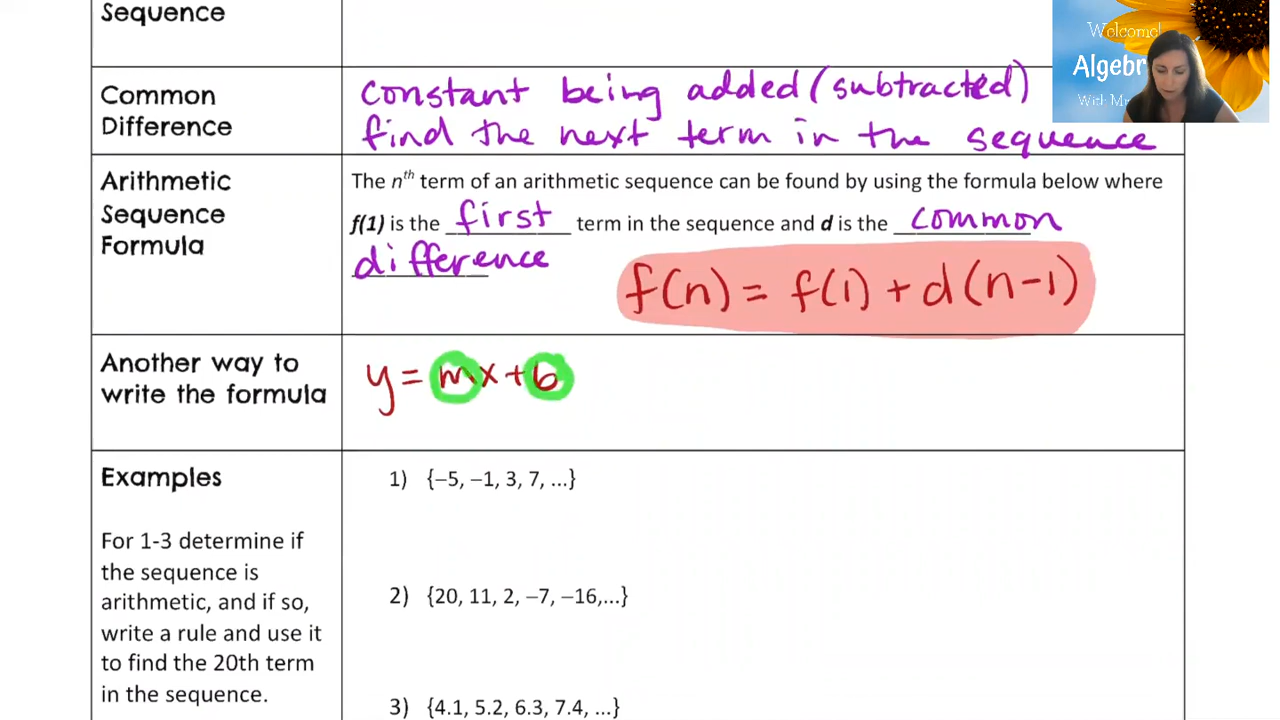 Sequence
Welcome!
Algebr
With M
Common
Difference
constant being added (subtracted)
find the next term in the sequence
Arithmetic
Sequence
Formula
The nth term of an arithmetic sequence can be found by using the formula below where
f(1) is the first term in the sequence and d is the common
difference
f(n) = f(1) + d(n-1)
Another way to
write the formula
y = mx + b
Examples
For 1-3 determine if
the sequence is
arithmetic, and if so,
write a rule and use it
to find the 20th term
in the sequence.
1) {−5, −1, 3, 7, ...}
2) {20, 11, 2, −7, −16,...}
3) {4.1, 5.2, 6.3, 7.4, ...}